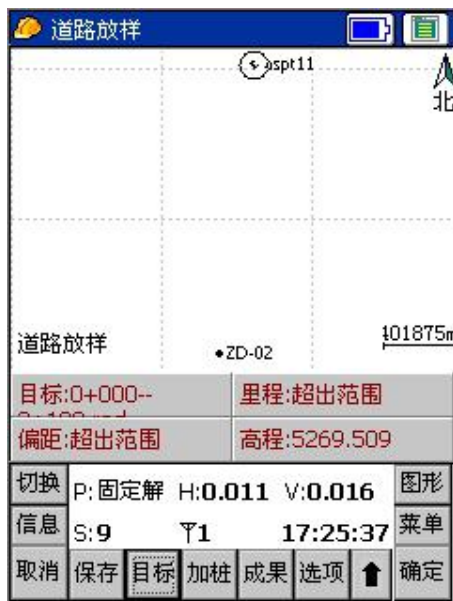 道路放样
spt11
北
道路放样
ZD-02
101875m
目标:0+000--
里程:超出范围
偏距:超出范围
高程:5269.509
切换
P:固定解 H:0.011 V:0.016
图形
信息
S:9
1
17:25:37
菜单
取消
保存
目标
加桩
成果
选项
确定